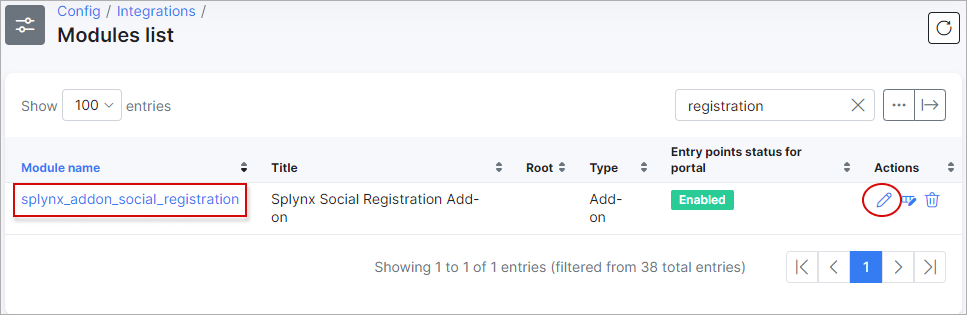 Config / Integrations /
Modules list
Show 100 entries
registration
Module name
Title
Root
Type
Entry points status for
portal
Actions
splynx_addon_social_registration
Splynx Social Registration Add-
on
Add-
on
Enabled
Showing 1 to 1 of 1 entries (filtered from 38 total entries)
1